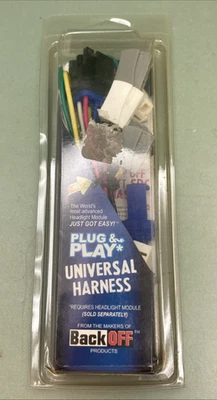 The World's
most advanced
Headlight Module
JUST GOT EASY!
PLUG &
PLAY*
UNIVERSAL
HARNESS
*REQUIRES HEADLIGHT MODULE
(SOLD SEPARATELY)
FROM THE MAKERS OF
BackOFF™
PRODUCTS